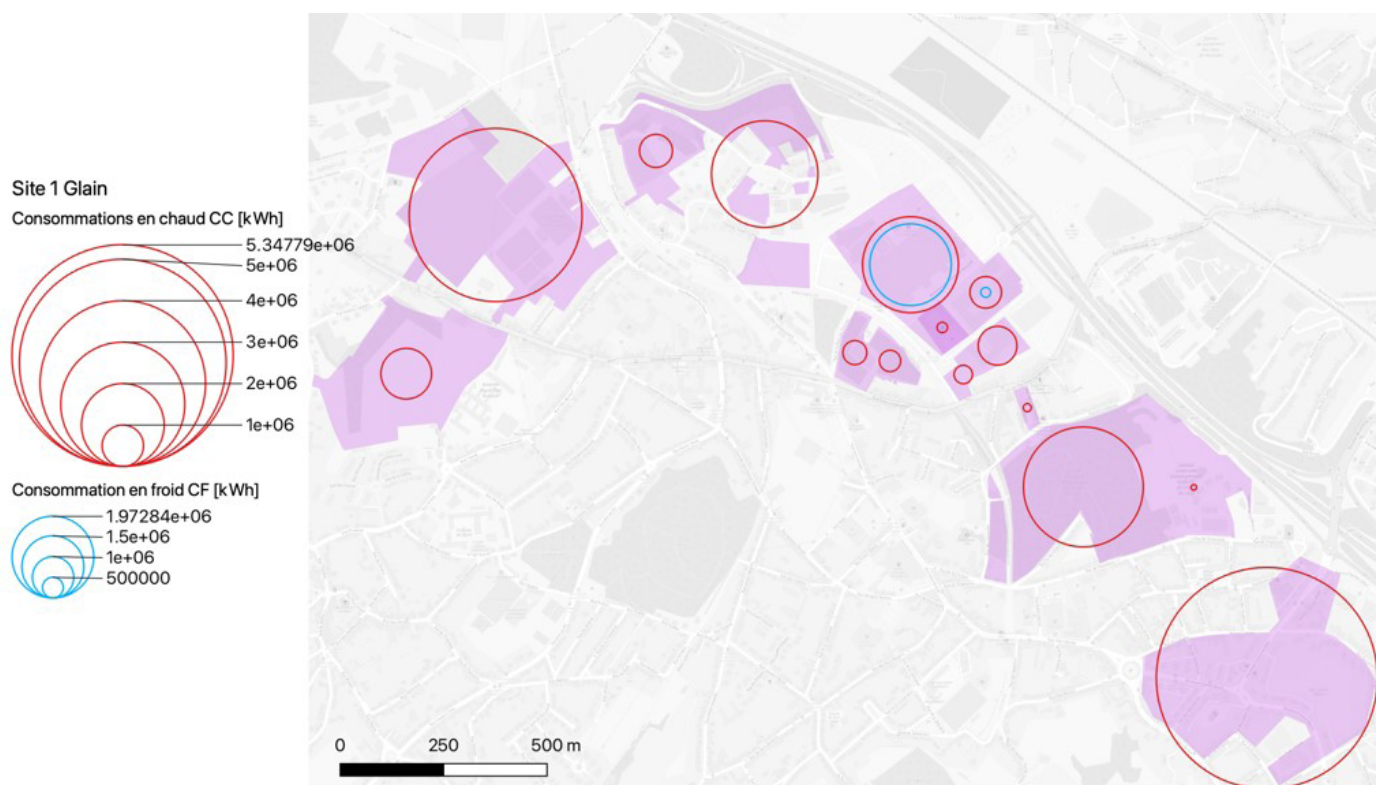 Site 1 Glain
Consommations en chaud CC [kWh]
5.34779e+06
5e+06
4e+06
3e+06
2e+06
1e+06
Consommation en froid CF [kWh]
1.97284e+06
1.5e+06
1e+06
500000
0 250 500 m